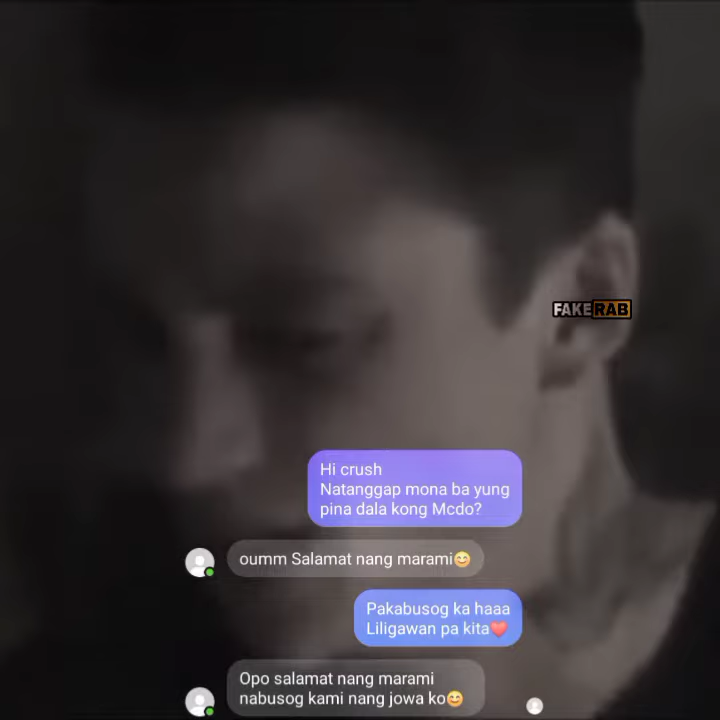 FAKERAB
Hi crush
Natanggap mona ba yung
pina dala kong Mcdo?
oumm Salamat nang marami😊
Pakabusog ka haaa
Liligawan pa kita❤️
Opo salamat nang marami
nabusog kami nang jowa ko😊